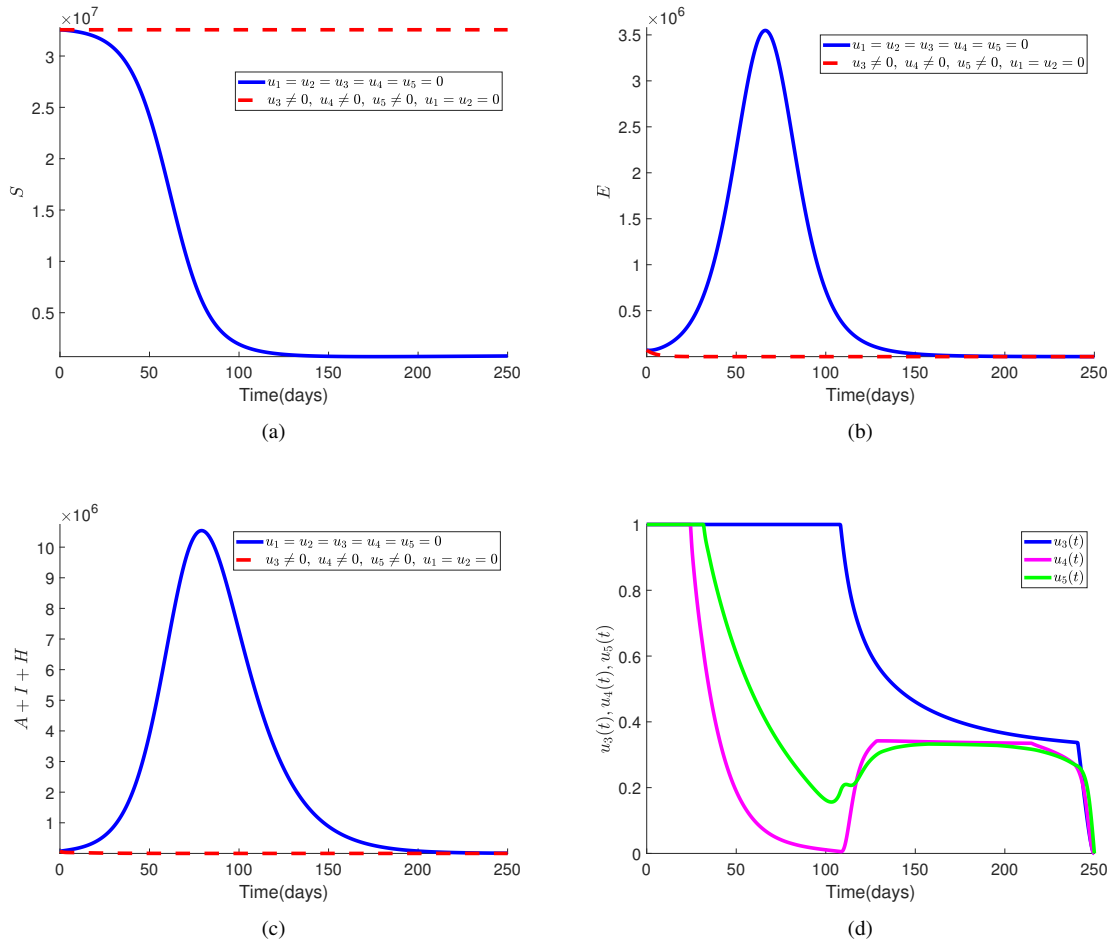 ×10⁷
3
2.5
2
1.5
1
0.5
S
u₁ = u₂ = u₃ = u₄ = u₅ = 0
u₃ ≠ 0, u₄ ≠ 0, u₅ ≠ 0, u₁ = u₂ = 0
0 50 100 150 200 250
Time(days)
(a)
×10⁶
3.5
3
2.5
2
1.5
1
0.5
E
u₁ = u₂ = u₃ = u₄ = u₅ = 0
u₃ ≠ 0, u₄ ≠ 0, u₅ ≠ 0, u₁ = u₂ = 0
0 50 100 150 200 250
Time(days)
(b)
×10⁶
10
9
8
7
6
5
4
3
2
1
A + I + H
u₁ = u₂ = u₃ = u₄ = u₅ = 0
u₃ ≠ 0, u₄ ≠ 0, u₅ ≠ 0, u₁ = u₂ = 0
0 50 100 150 200 250
Time(days)
(c)
1
0.8
0.6
0.4
0.2
0
u₃(t), u₄(t), u₅(t)
u₃(t)
u₄(t)
u₅(t)
0 50 100 150 200 250
Time(days)
(d)